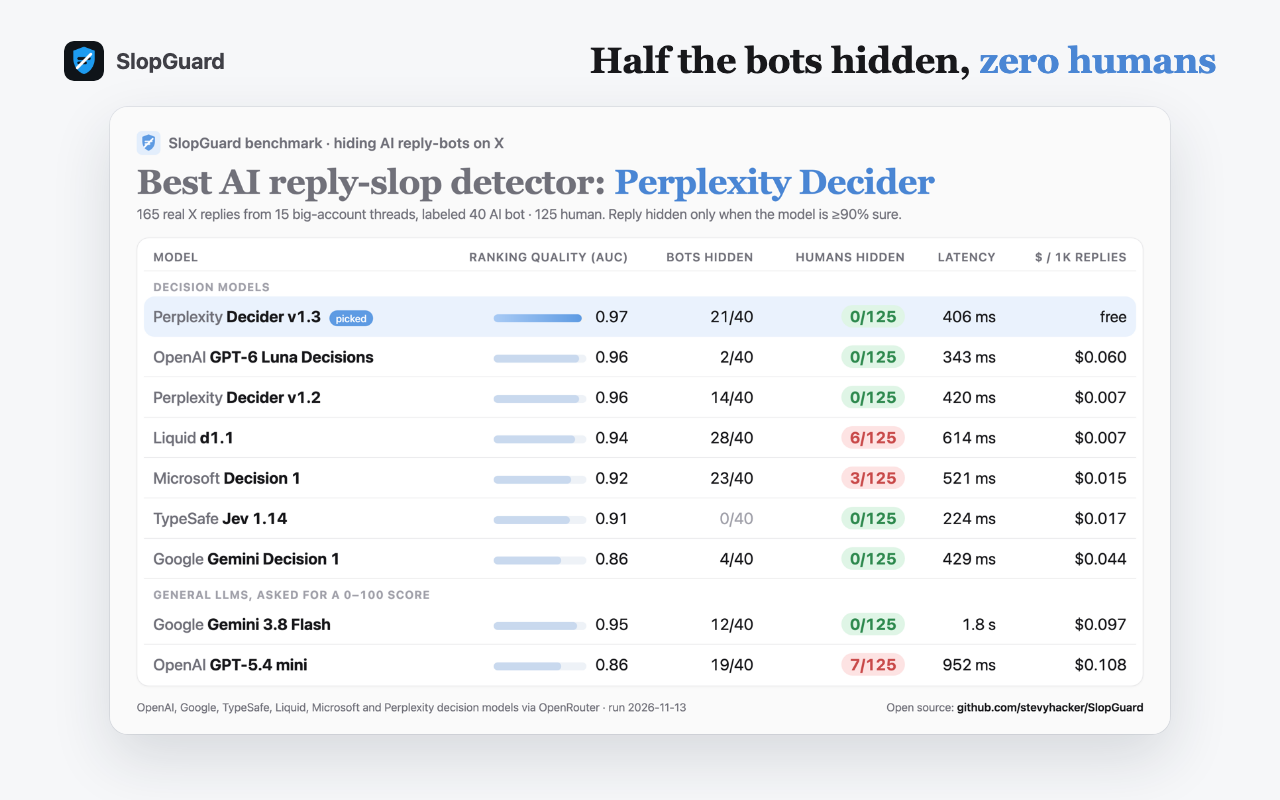 SlopGuard
Half the bots hidden, zero humans
SlopGuard benchmark · hiding AI reply-bots on X
Best AI reply-slop detector: Perplexity Decider
165 real X replies from 15 big-account threads, labeled 40 AI bot · 125 human. Reply hidden only when the model is ≥90% sure.
MODEL RANKING QUALITY (AUC) BOTS HIDDEN HUMANS HIDDEN LATENCY $ / 1K REPLIES
DECISION MODELS
Perplexity Decider v1.3 picked 0.97 21/40 0/125 406 ms free
OpenAI GPT-6 Luna Decisions 0.96 2/40 0/125 343 ms $0.060
Perplexity Decider v1.2 0.96 14/40 0/125 420 ms $0.007
Liquid d1.1 0.94 28/40 6/125 614 ms $0.007
Microsoft Decision 1 0.92 23/40 3/125 521 ms $0.015
TypeSafe Jev 1.14 0.91 0/40 0/125 224 ms $0.017
Google Gemini Decision 1 0.86 4/40 0/125 429 ms $0.044
GENERAL LLMS, ASKED FOR A 0–100 SCORE
Google Gemini 3.8 Flash 0.95 12/40 0/125 1.8 s $0.097
OpenAI GPT-5.4 mini 0.86 19/40 7/125 952 ms $0.108
OpenAI, Google, TypeSafe, Liquid, Microsoft and Perplexity decision models via OpenRouter · run 2026-11-13
Open source: github.com/stevyhacker/SlopGuard